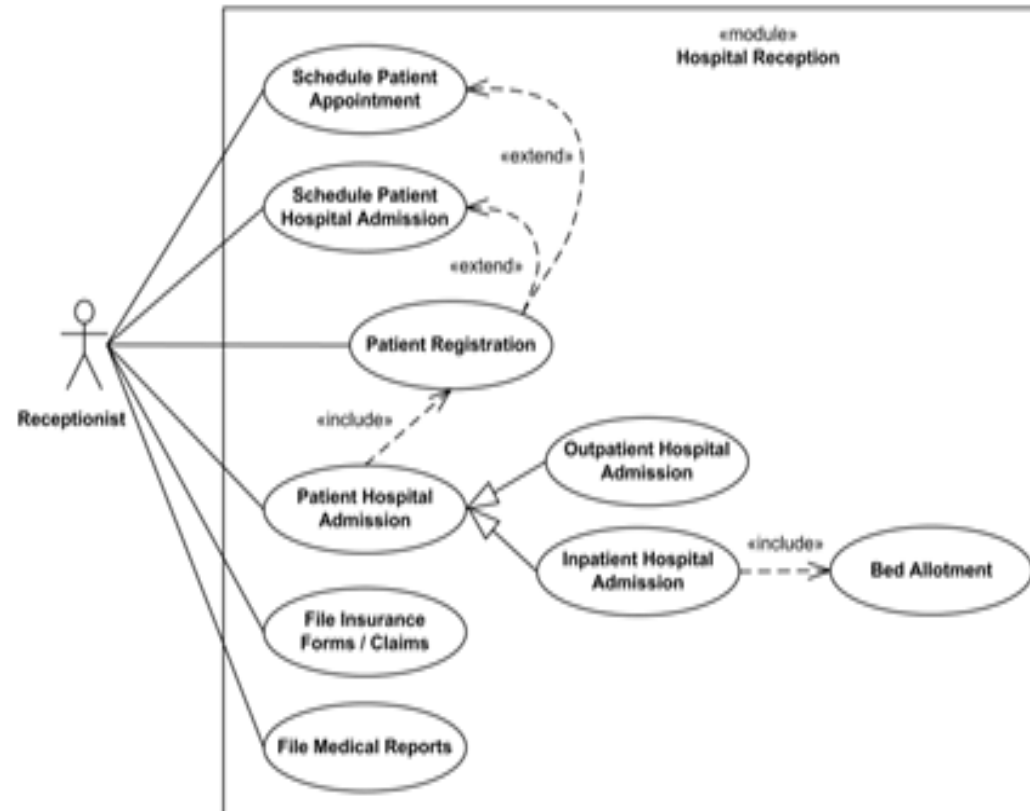 «module»
Hospital Reception
Schedule Patient
Appointment
«extend»
Schedule Patient
Hospital Admission
«extend»
Patient Registration
Receptionist
«include»
Outpatient Hospital
Admission
Patient Hospital
Admission
Inpatient Hospital
Admission
«include»
Bed Allotment
File Insurance
Forms / Claims
File Medical Reports